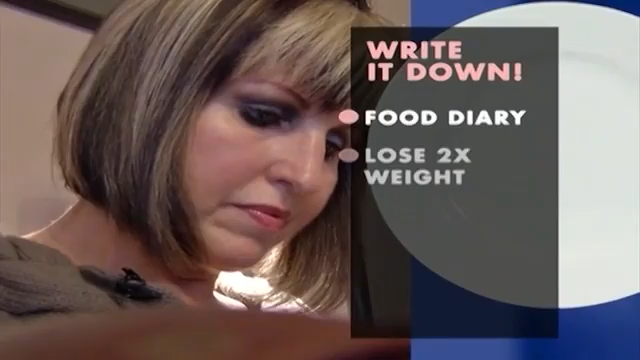 WRITE
IT DOWN!
FOOD DIARY
LOSE 2X
WEIGHT